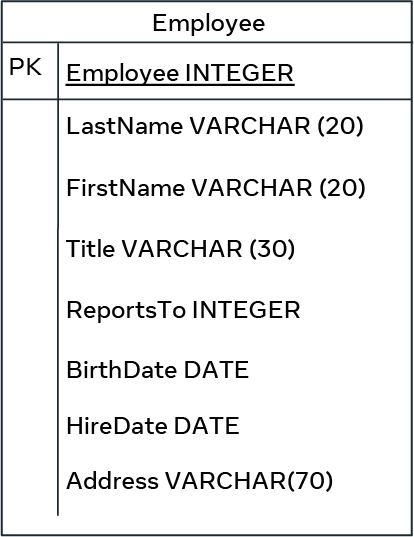 Employee
PK
Employee INTEGER
LastName VARCHAR (20)
FirstName VARCHAR (20)
Title VARCHAR (30)
ReportsTo INTEGER
BirthDate DATE
HireDate DATE
Address VARCHAR(70)